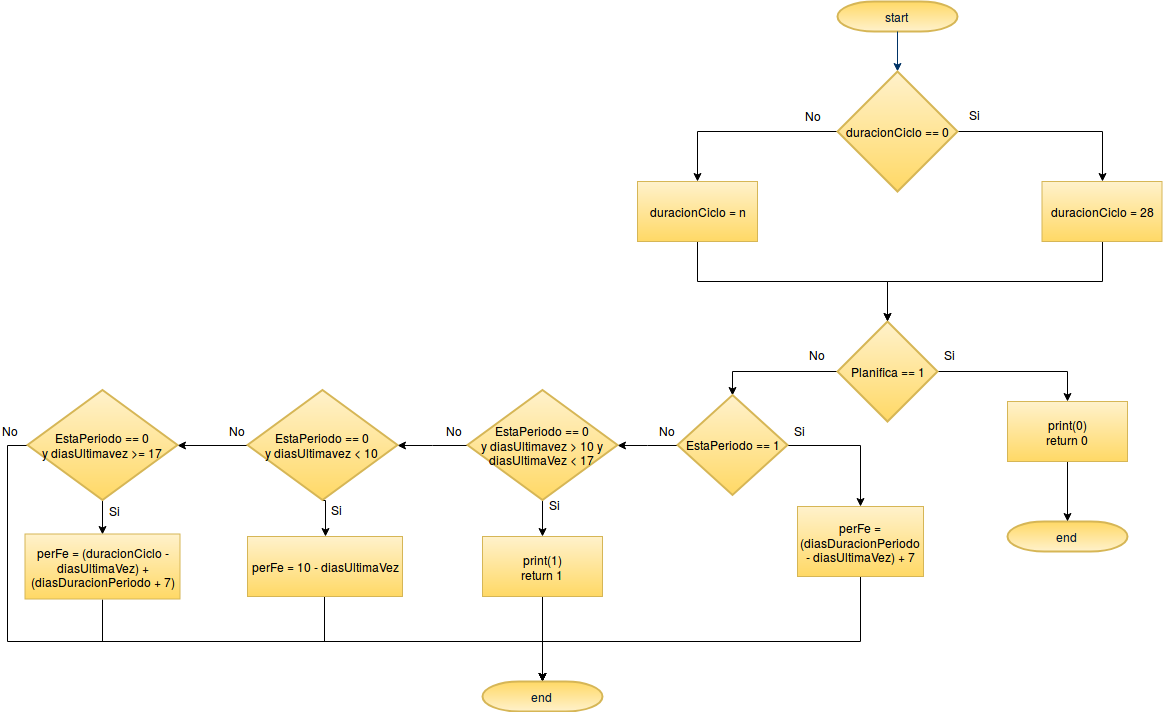 start
No
Si
duracionCiclo == 0
duracionCiclo = n
duracionCiclo = 28
No
Si
Planifica == 1
print(0)
return 0
end
No
Si
EstaPeriodo == 1
perFe =
(diasDuracionPeriodo
- diasUltimaVez) + 7
No
EstaPeriodo == 0
y diasUltimavez > 10 y
diasUltimaVez < 17
Si
print(1)
return 1
No
EstaPeriodo == 0
y diasUltimavez < 10
Si
perFe = 10 - diasUltimaVez
No
EstaPeriodo == 0
y diasUltimavez >= 17
Si
perFe = (duracionCiclo -
diasUltimaVez) +
(diasDuracionPeriodo + 7)
end